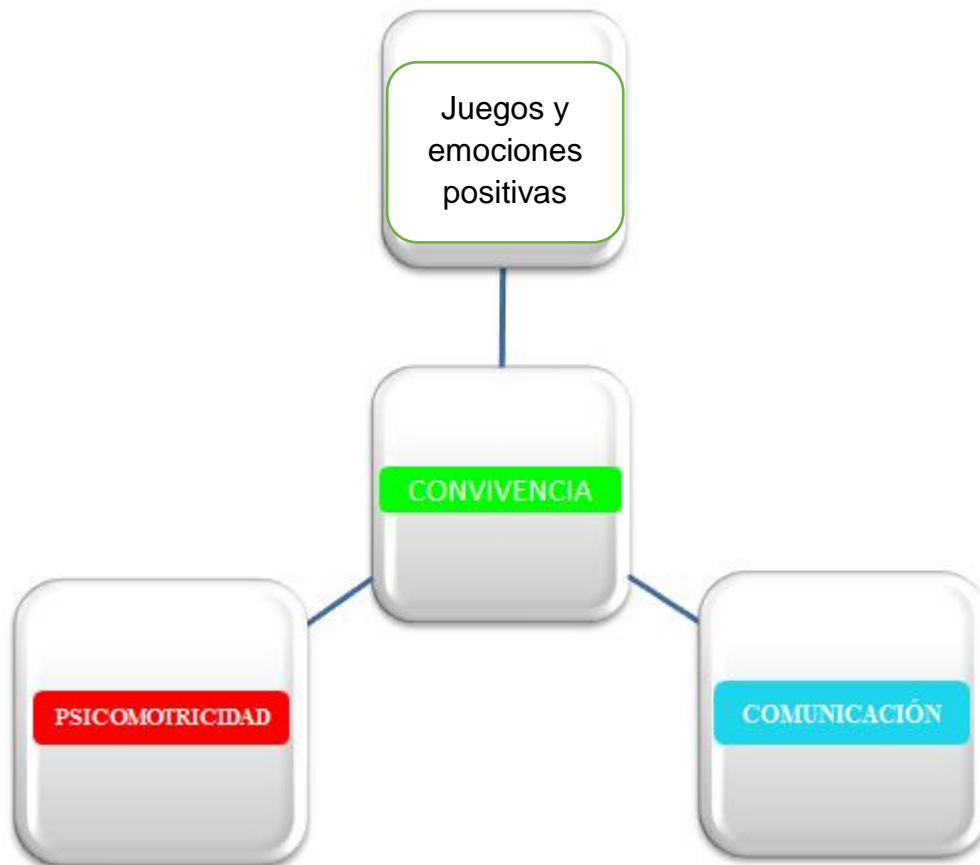 Juegos y
emociones
positivas
CONVIVENCIA
PSICOMOTRICIDAD
COMUNICACIÓN